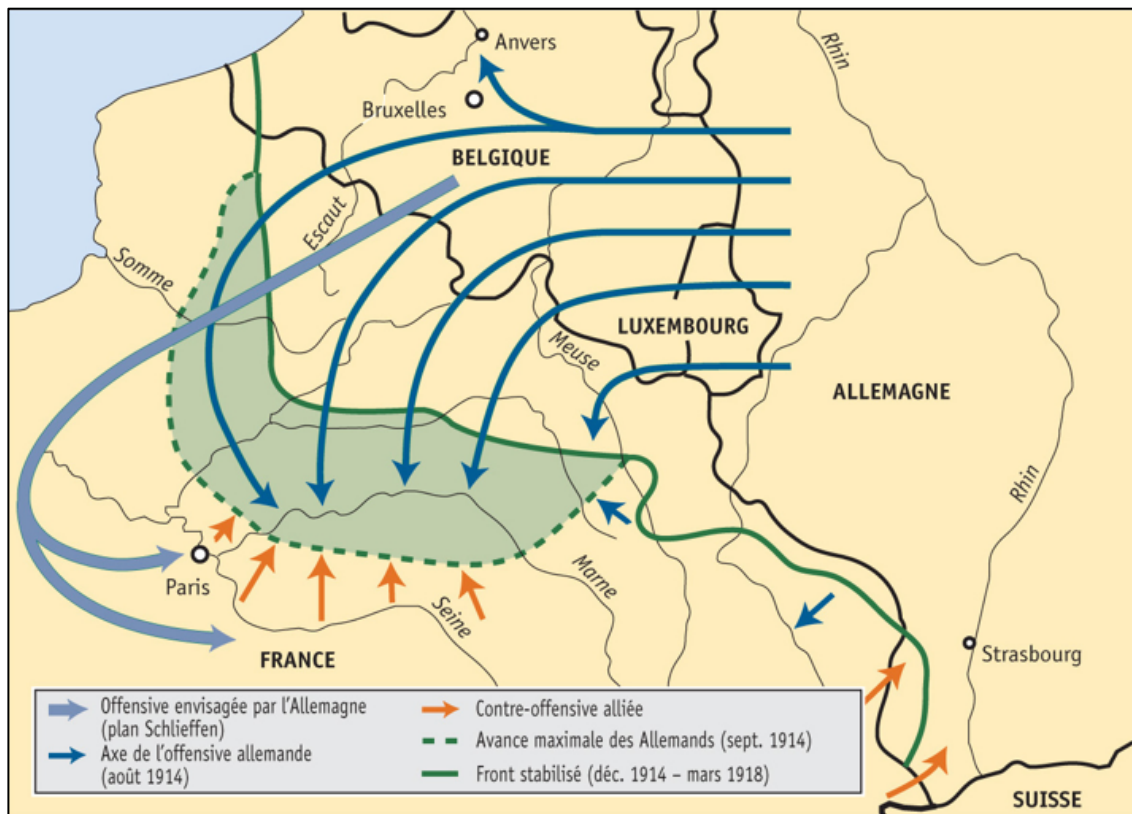 Anvers
Rhin
Bruxelles
BELGIQUE
Escaut
Somme
LUXEMBOURG
Meuse
ALLEMAGNE
Rhin
Paris
Marne
Seine
FRANCE
Strasbourg
SUISSE
Offensive envisagée par l'Allemagne
(plan Schlieffen)
Axe de l'offensive allemande
(août 1914)
Contre-offensive alliée
Avance maximale des Allemands (sept. 1914)
Front stabilisé (déc. 1914 – mars 1918)